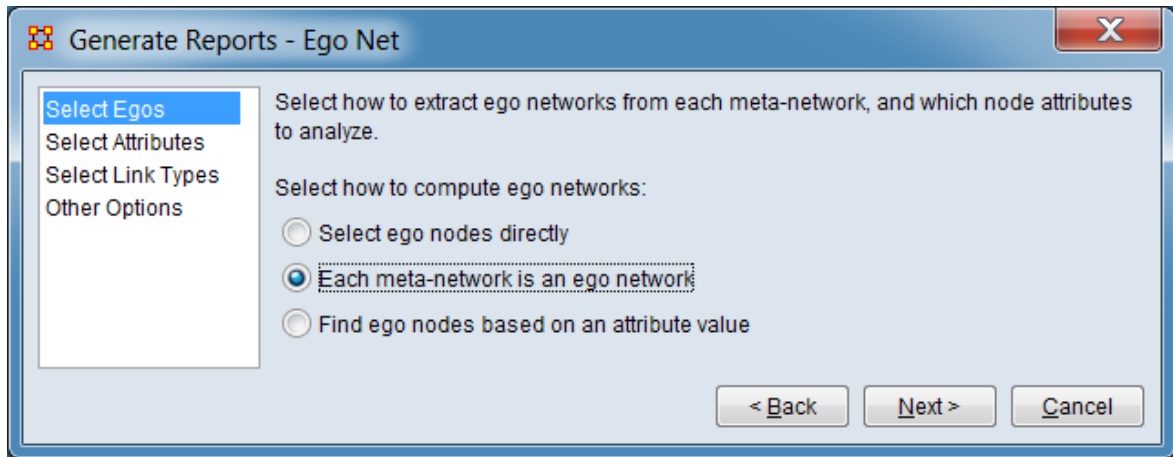 Generate Reports - Ego Net
X
Select Egos
Select Attributes
Select Link Types
Other Options
Select how to extract ego networks from each meta-network, and which node attributes
to analyze.
Select how to compute ego networks:
Select ego nodes directly
Each meta-network is an ego network
Find ego nodes based on an attribute value
< Back
Next >
Cancel